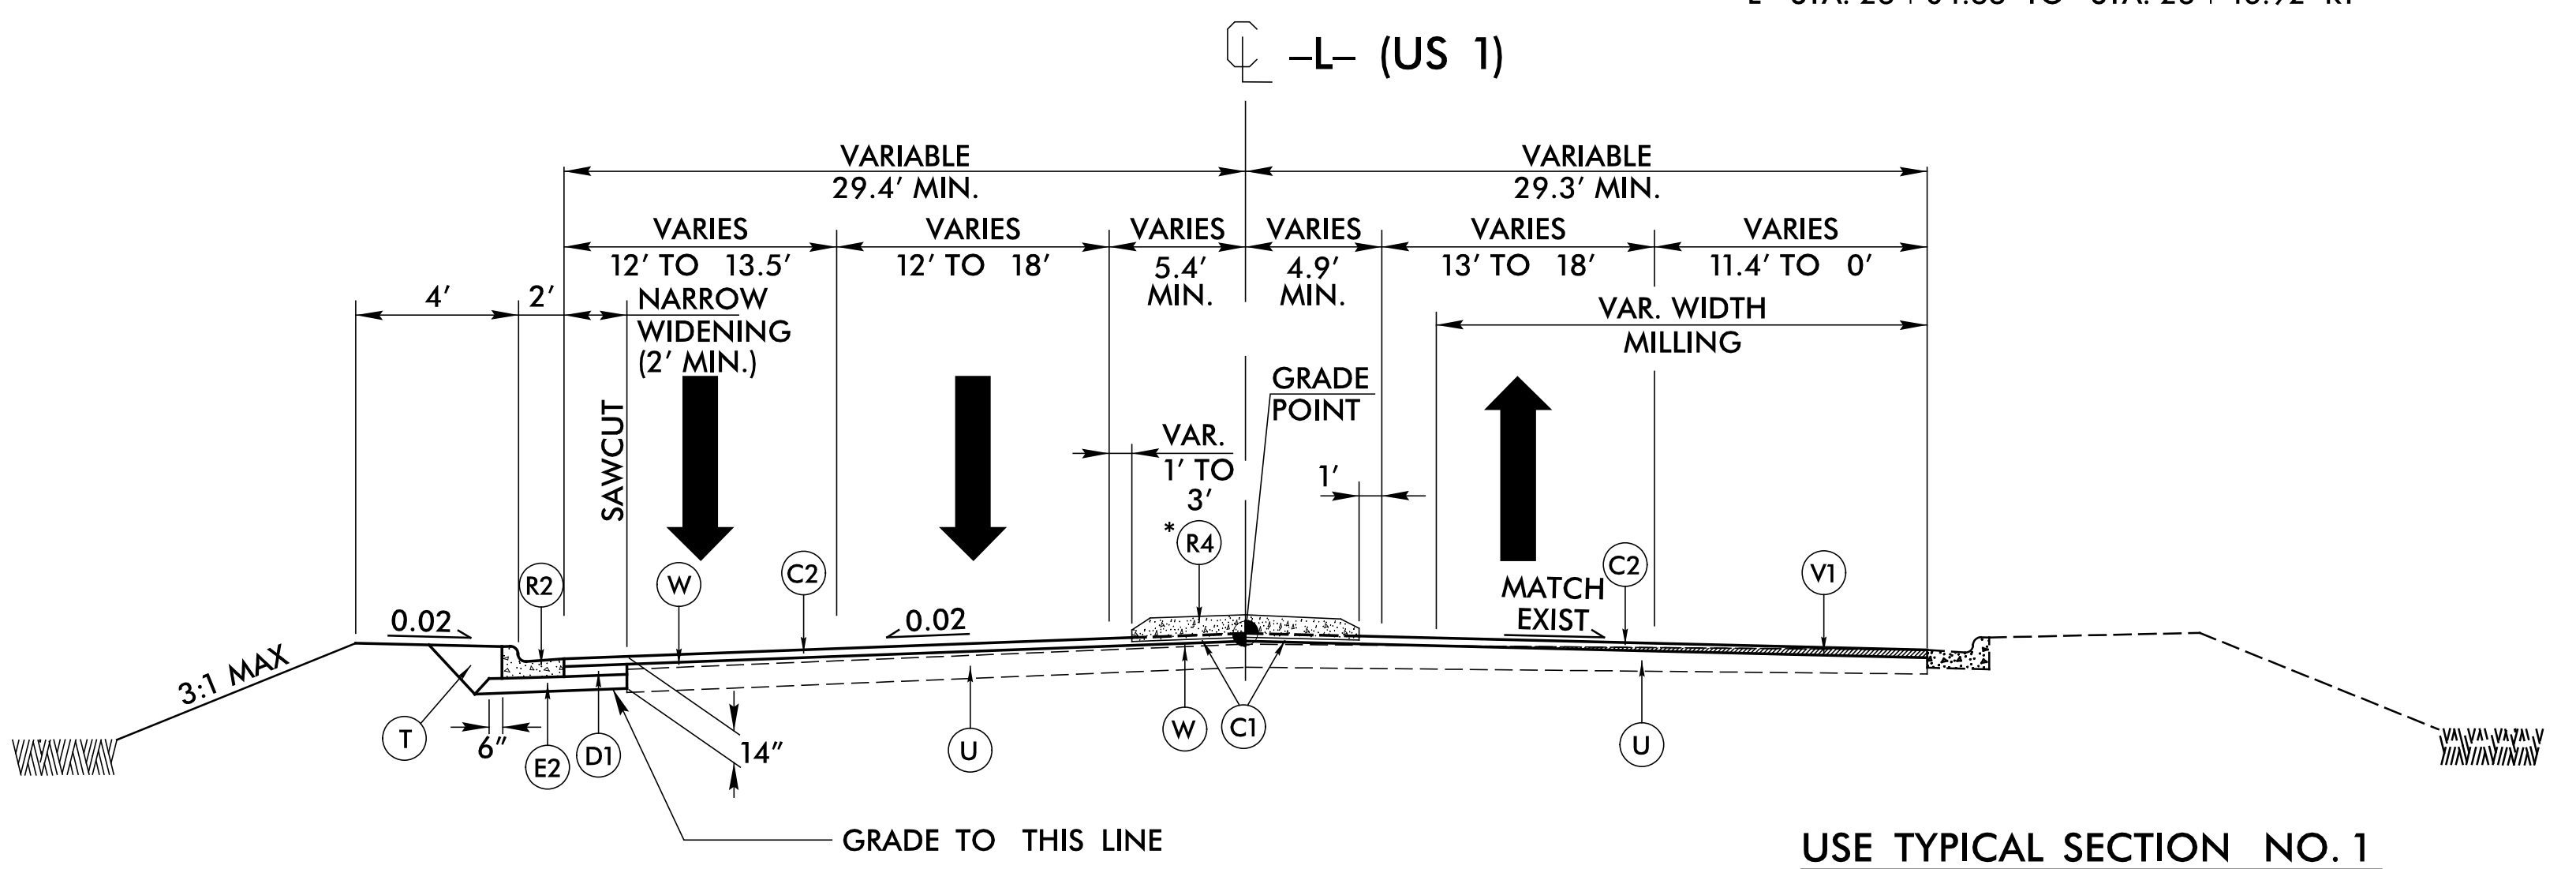 ℄ –L– (US 1)
VARIABLE
29.4' MIN.
VARIABLE
29.3' MIN.
VARIES
12' TO 13.5'
VARIES
12' TO 18'
VARIES
5.4'
MIN.
VARIES
4.9'
MIN.
VARIES
13' TO 18'
VARIES
11.4' TO 0'
4'
2'
NARROW
WIDENING
(2' MIN.)
VAR. WIDTH
MILLING
SAWCUT
GRADE
POINT
VAR.
1' TO
3'
1'
* R4
R2
W
C2
MATCH
EXIST
C2
V1
0.02
0.02
3:1 MAX
T
6"
E2
D1
14"
U
W
C1
U
GRADE TO THIS LINE
USE TYPICAL SECTION NO. 1